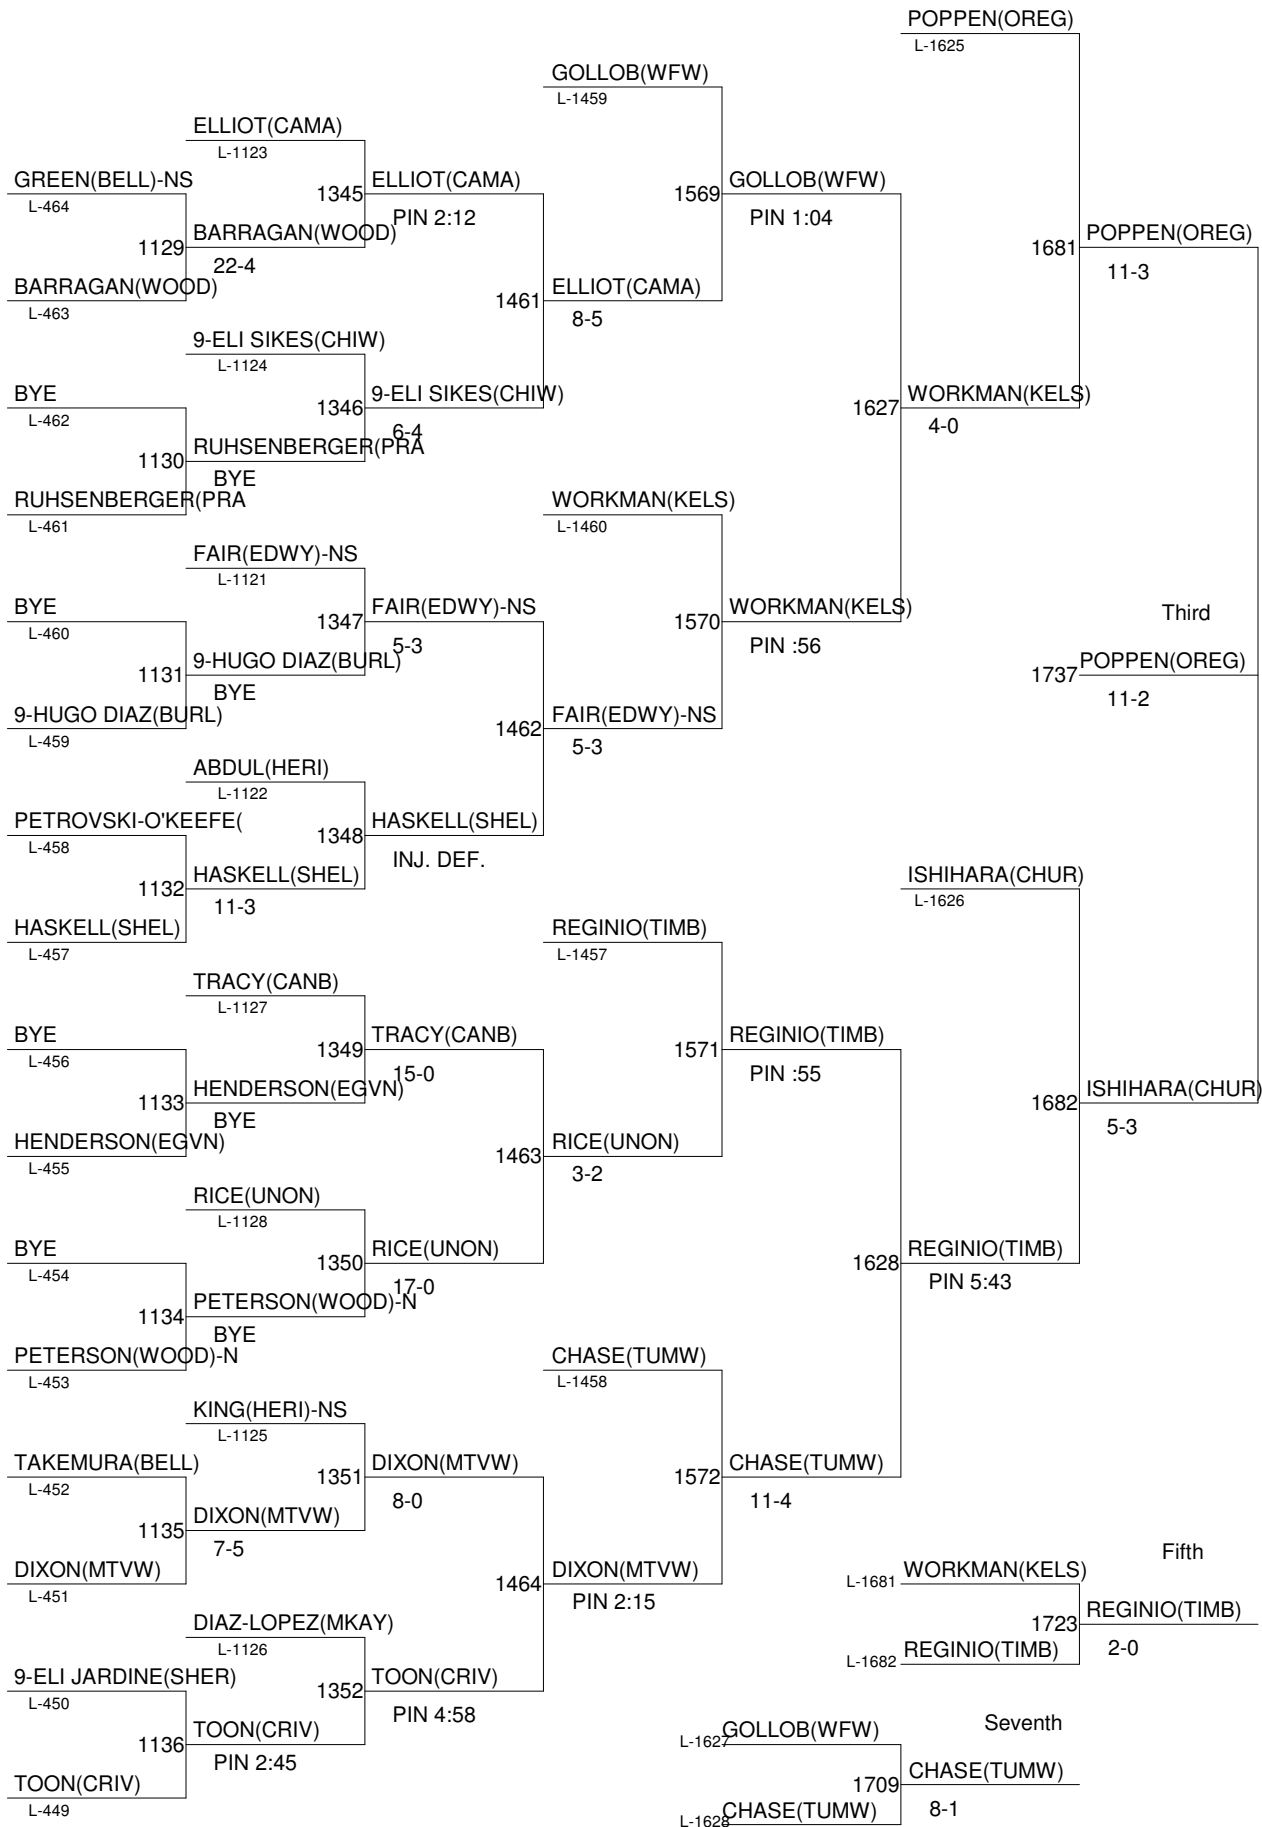 POPPEN(OREG)
L-1625
GOLLOB(WFW)
L-1459
ELLIOT(CAMA)
L-1123
GREEN(BELL)-NS
L-464
1345
ELLIOT(CAMA)
PIN 2:12
1569
GOLLOB(WFW)
PIN 1:04
1129
BARRAGAN(WOOD)
22-4
1681
POPPEN(OREG)
11-3
BARRAGAN(WOOD)
L-463
1461
ELLIOT(CAMA)
8-5
9-ELI SIKES(CHIW)
L-1124
BYE
L-462
1346
9-ELI SIKES(CHIW)
6-4
1627
WORKMAN(KELS)
4-0
1130
RUHSENBERGER(PRA
BYE
RUHSENBERGER(PRA
L-461
WORKMAN(KELS)
L-1460
FAIR(EDWY)-NS
L-1121
BYE
L-460
1347
FAIR(EDWY)-NS
5-3
1570
WORKMAN(KELS)
PIN :56
Third
1131
9-HUGO DIAZ(BURL)
BYE
1737
POPPEN(OREG)
11-2
9-HUGO DIAZ(BURL)
L-459
1462
FAIR(EDWY)-NS
5-3
ABDUL(HERI)
L-1122
PETROVSKI-O'KEEFE(
L-458
1348
HASKELL(SHEL)
INJ. DEF.
1132
HASKELL(SHEL)
11-3
ISHIHARA(CHUR)
L-1626
HASKELL(SHEL)
L-457
REGINIO(TIMB)
L-1457
TRACY(CANB)
L-1127
BYE
L-456
1349
TRACY(CANB)
15-0
1571
REGINIO(TIMB)
PIN :55
1133
HENDERSON(EGVN)
BYE
1682
ISHIHARA(CHUR)
5-3
HENDERSON(EGVN)
L-455
1463
RICE(UNON)
3-2
RICE(UNON)
L-1128
BYE
L-454
1350
RICE(UNON)
17-0
1628
REGINIO(TIMB)
PIN 5:43
1134
PETERSON(WOOD)-N
BYE
PETERSON(WOOD)-N
L-453
CHASE(TUMW)
L-1458
KING(HERI)-NS
L-1125
TAKEMURA(BELL)
L-452
1351
DIXON(MTVW)
8-0
1572
CHASE(TUMW)
11-4
1135
DIXON(MTVW)
7-5
DIXON(MTVW)
L-451
1464
DIXON(MTVW)
PIN 2:15
Fifth
L-1681
WORKMAN(KELS)
1723
REGINIO(TIMB)
2-0
L-1682
REGINIO(TIMB)
DIAZ-LOPEZ(MKAY)
L-1126
9-ELI JARDINE(SHER)
L-450
1352
TOON(CRIV)
PIN 4:58
1136
TOON(CRIV)
PIN 2:45
TOON(CRIV)
L-449
Seventh
L-1627
GOLLOB(WFW)
1709
CHASE(TUMW)
8-1
L-1628
CHASE(TUMW)